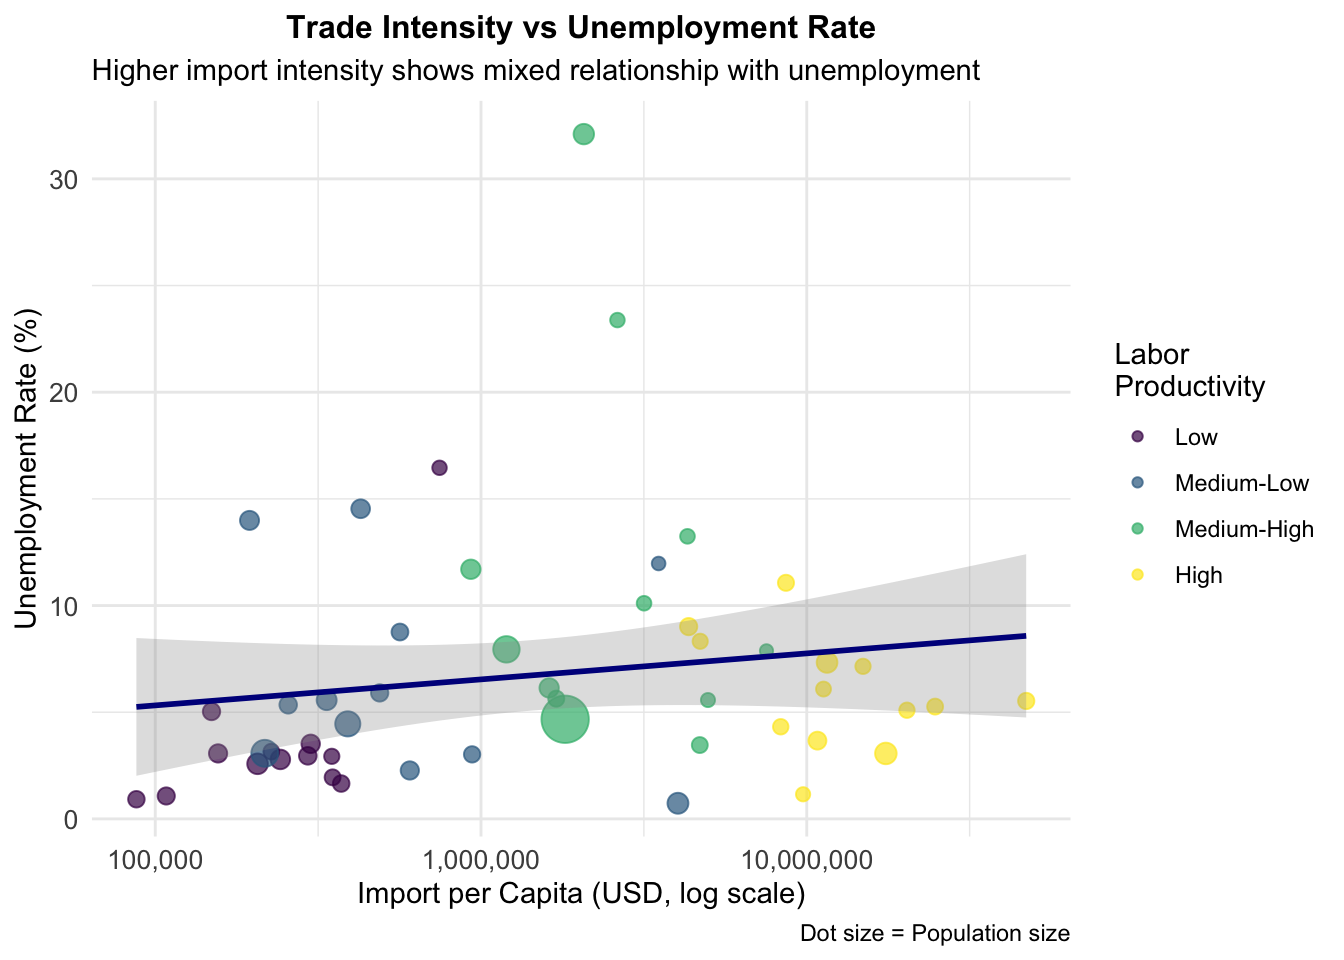 Trade Intensity vs Unemployment Rate
Higher import intensity shows mixed relationship with unemployment
Unemployment Rate (%)
30
20
10
0
100,000
1,000,000
10,000,000
Import per Capita (USD, log scale)
Labor
Productivity
Low
Medium-Low
Medium-High
High
Dot size = Population size